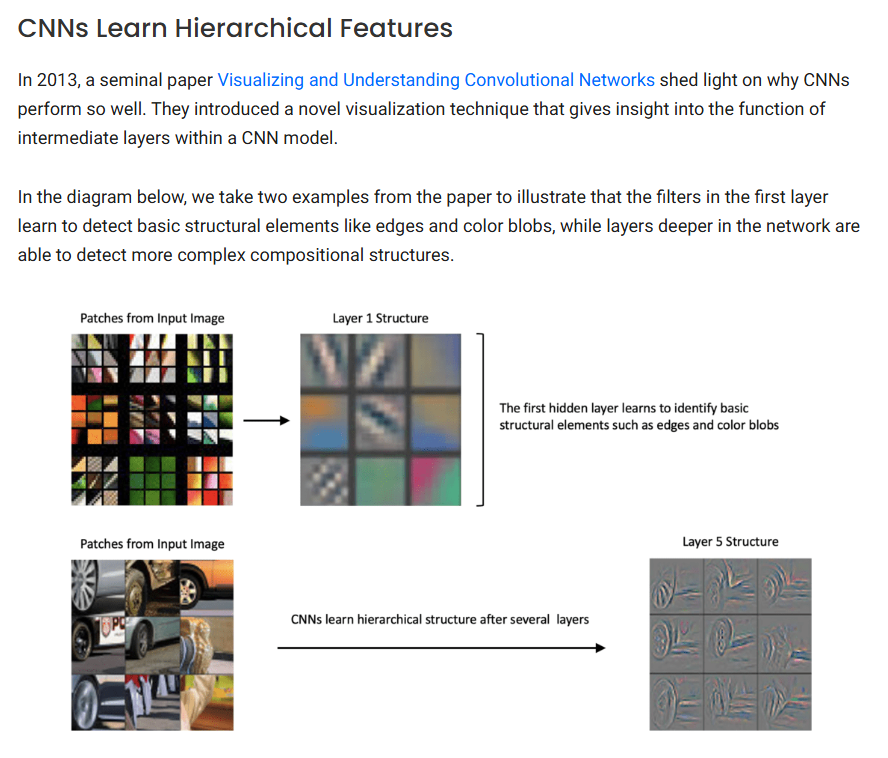 CNNs Learn Hierarchical Features
In 2013, a seminal paper Visualizing and Understanding Convolutional Networks shed light on why CNNs
perform so well. They introduced a novel visualization technique that gives insight into the function of
intermediate layers within a CNN model.
In the diagram below, we take two examples from the paper to illustrate that the filters in the first layer
learn to detect basic structural elements like edges and color blobs, while layers deeper in the network are
able to detect more complex compositional structures.
Patches from Input Image
Layer 1 Structure
The first hidden layer learns to identify basic
structural elements such as edges and color blobs
Patches from Input Image
Layer 5 Structure
CNNs learn hierarchical structure after several layers
PO